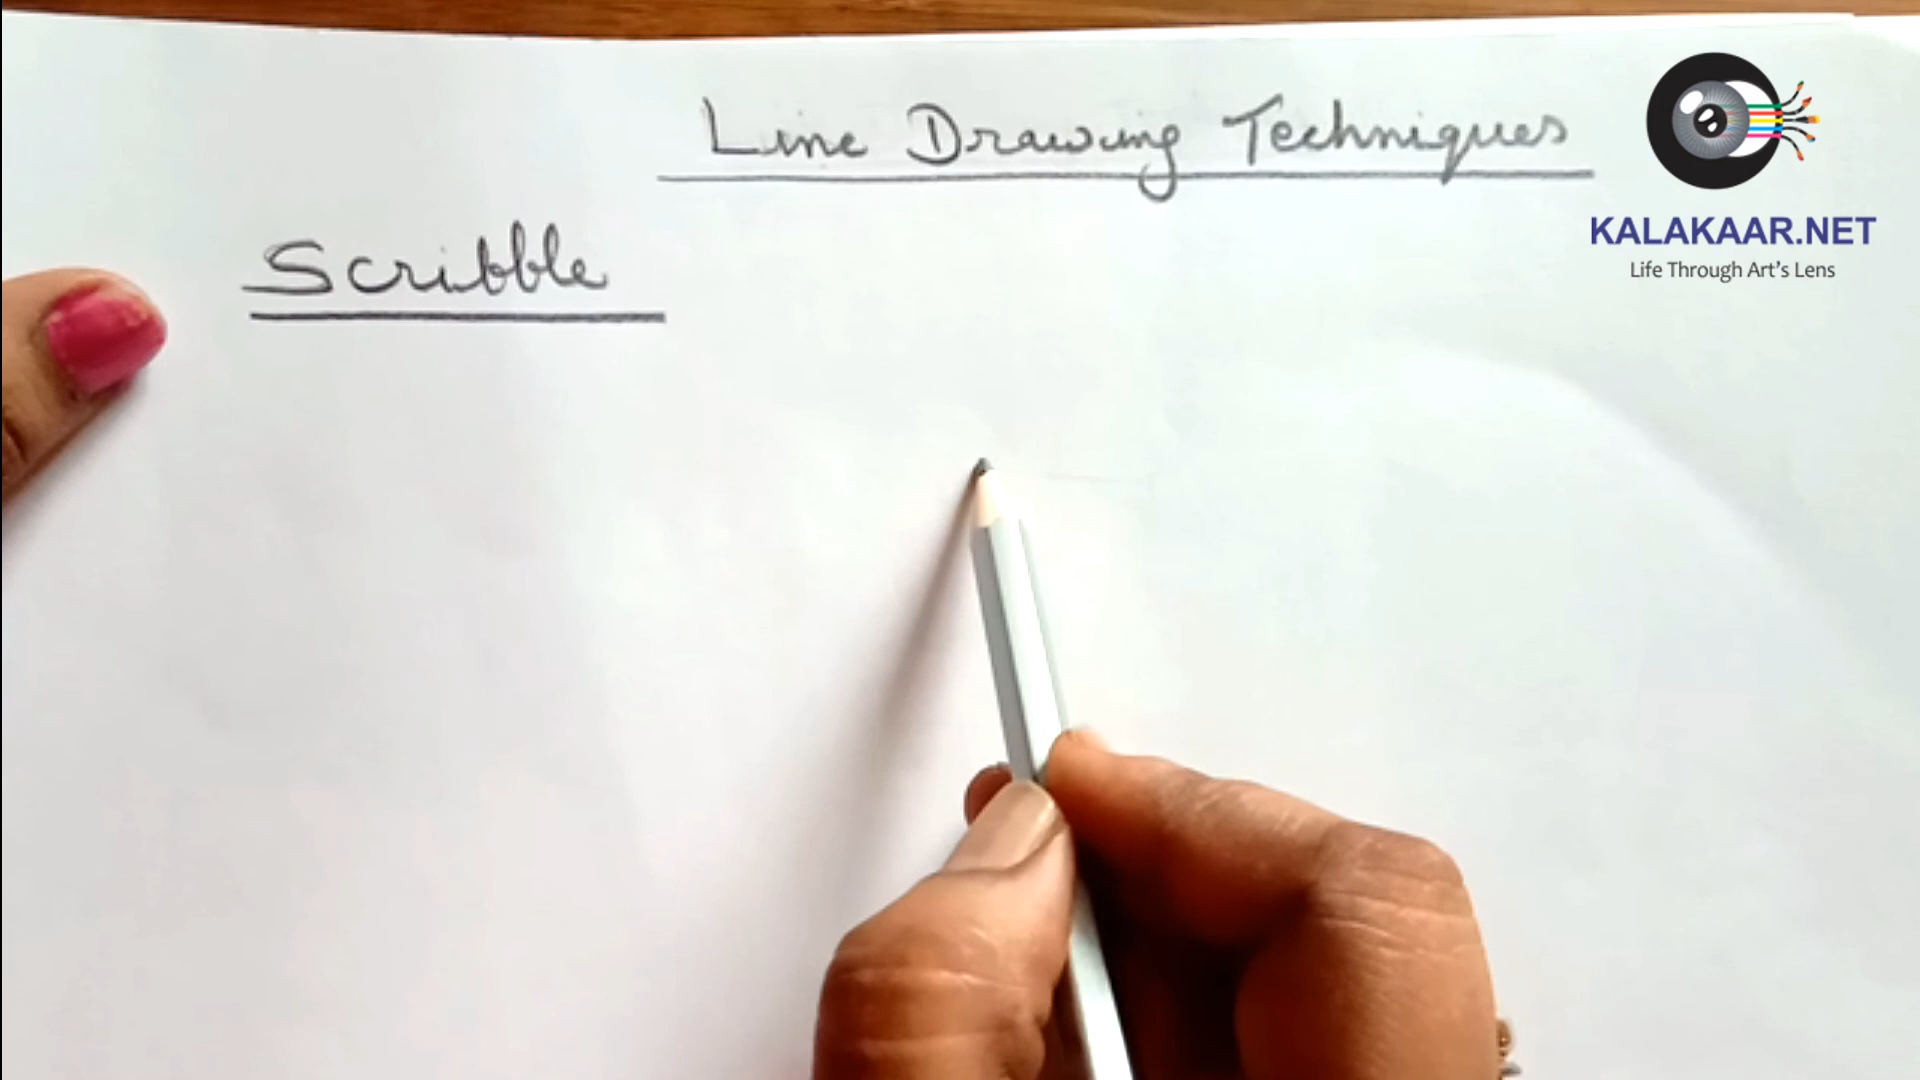 Line Drawing Techniques
KALAKAAR.NET
Life Through Art's Lens
Scribble